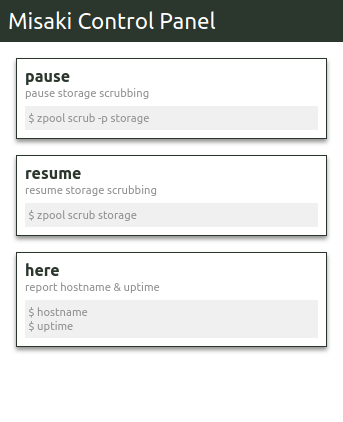 Misaki Control Panel
pause
pause storage scrubbing
$ zpool scrub -p storage
resume
resume storage scrubbing
$ zpool scrub storage
here
report hostname & uptime
$ hostname
$ uptime